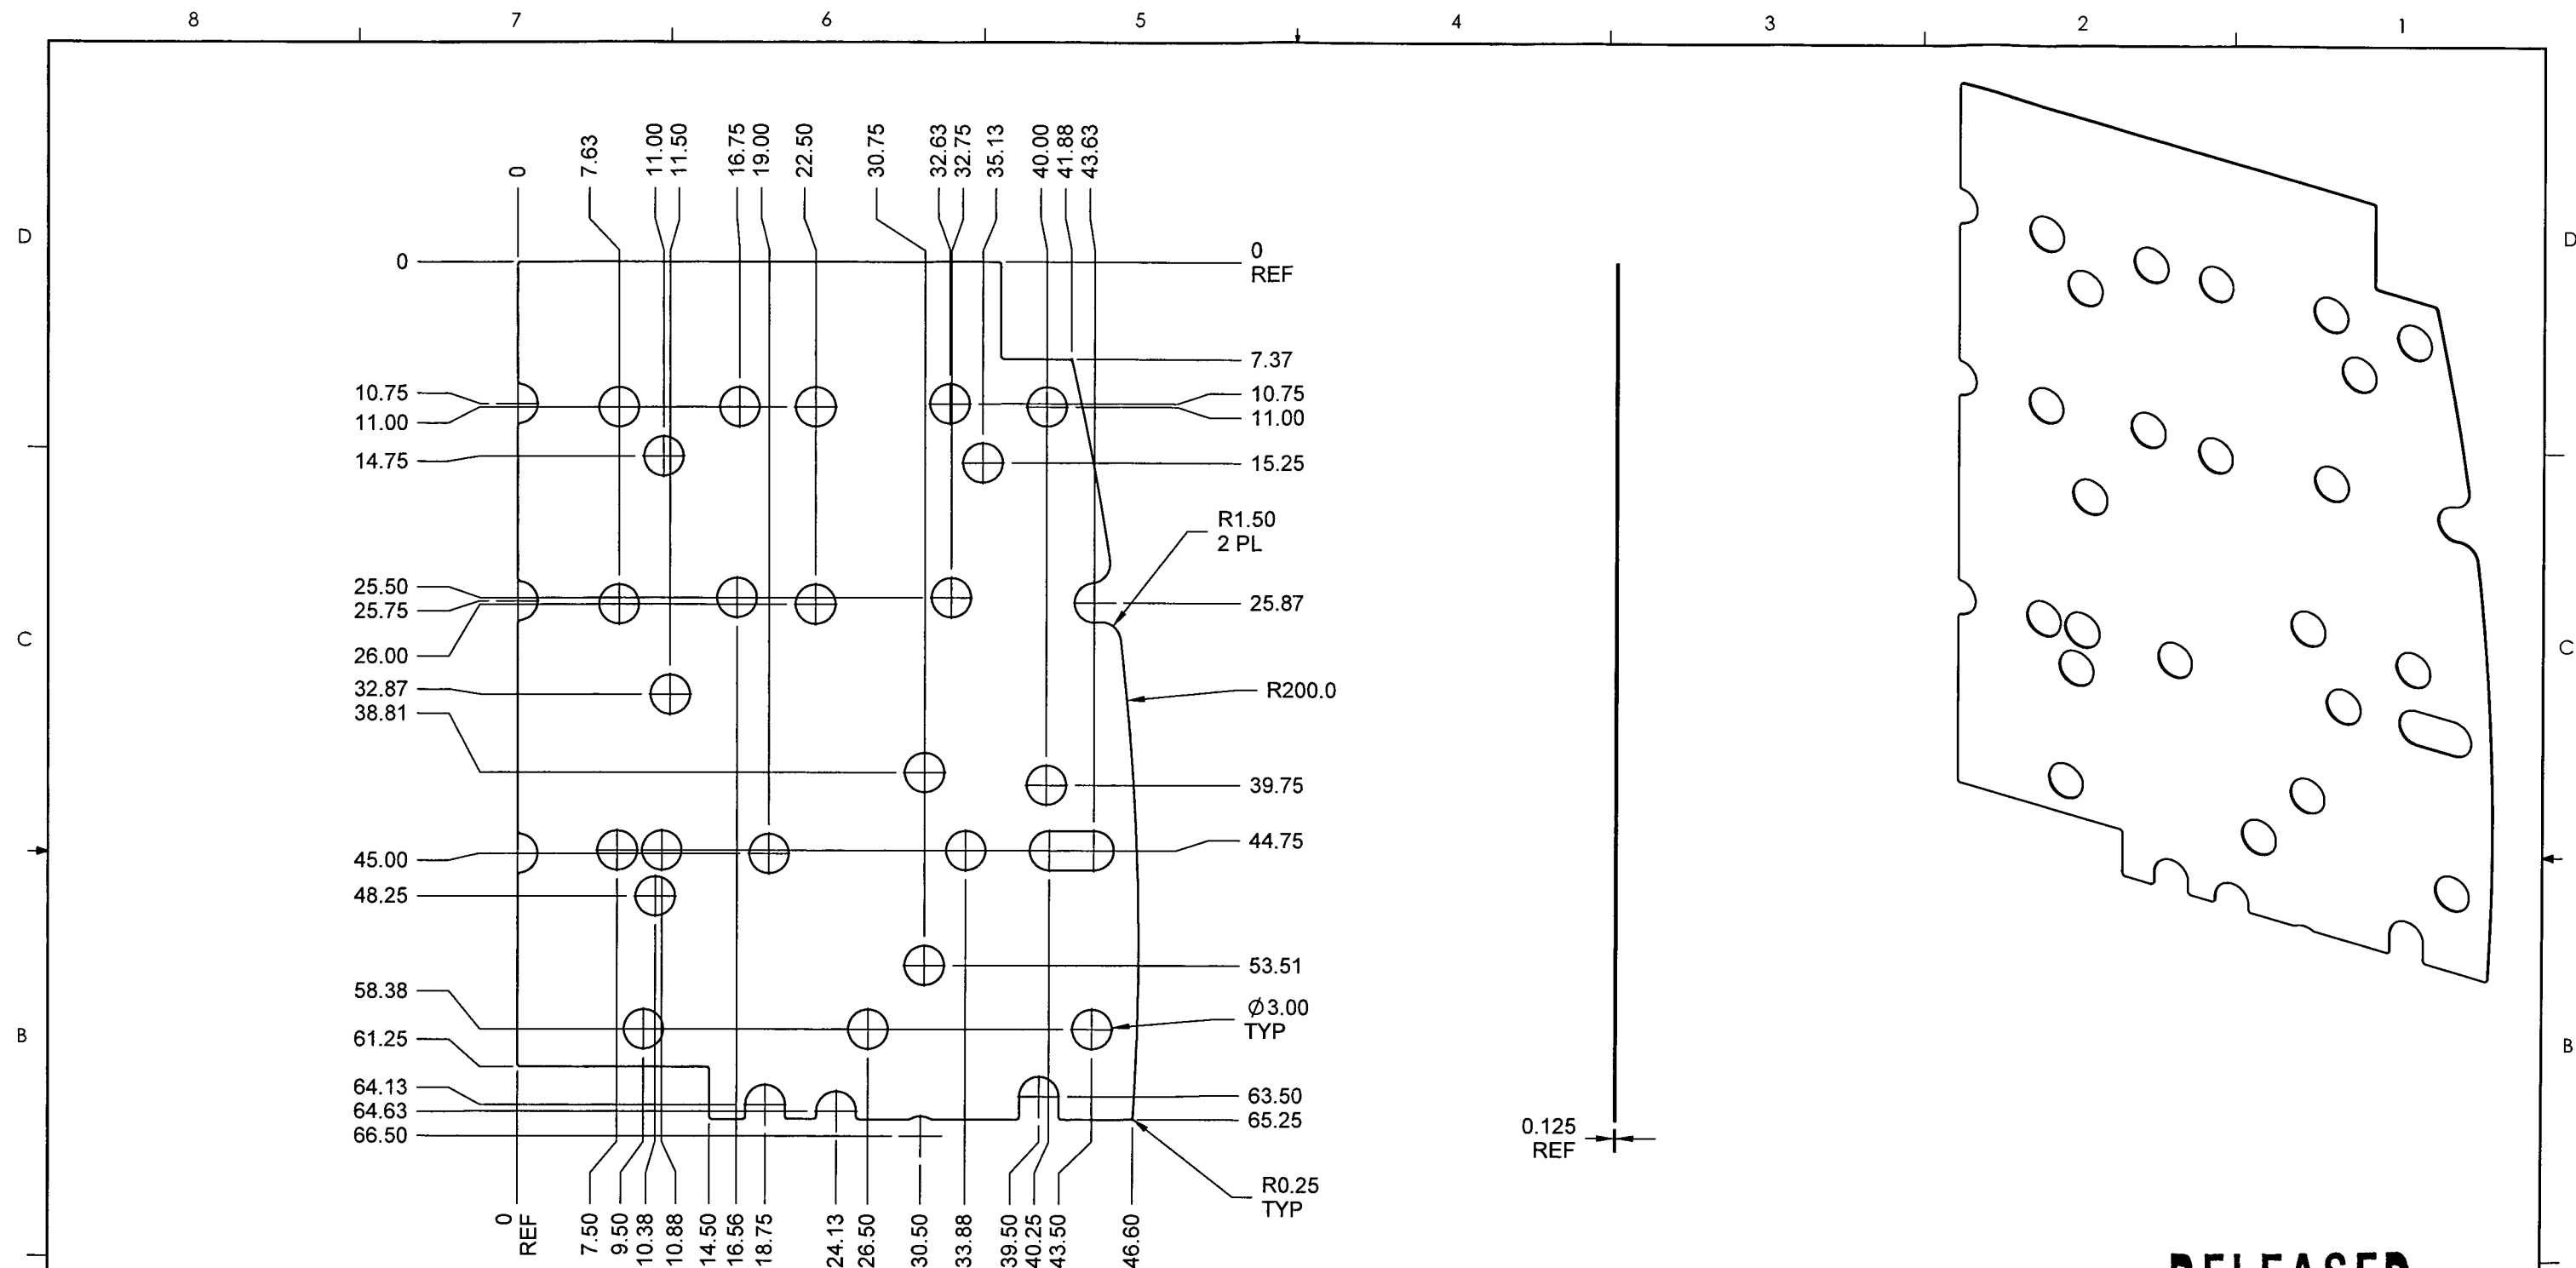 8 7 6 5 4 3 2 1
0 7.63 11.00 11.50 16.75 19.00 22.50 30.75 32.63 32.75 35.13 40.00 41.88 43.63
D
D
0
0
REF
7.37
10.75
11.00
14.75
10.75
11.00
15.25
R1.50
2 PL
25.50
25.75
26.00
25.87
C
C
32.87
38.81
R200.0
39.75
45.00
44.75
48.25
53.51
58.38
Ø3.00
TYP
61.25
B
B
64.13
64.63
66.50
63.50
65.25
0.125
REF
R0.25
TYP
0
REF
7.50 9.50 10.38 10.88 14.50 16.56 18.75 24.13 26.50 30.50 33.88 39.50 40.25 43.50 46.60
RELEASED